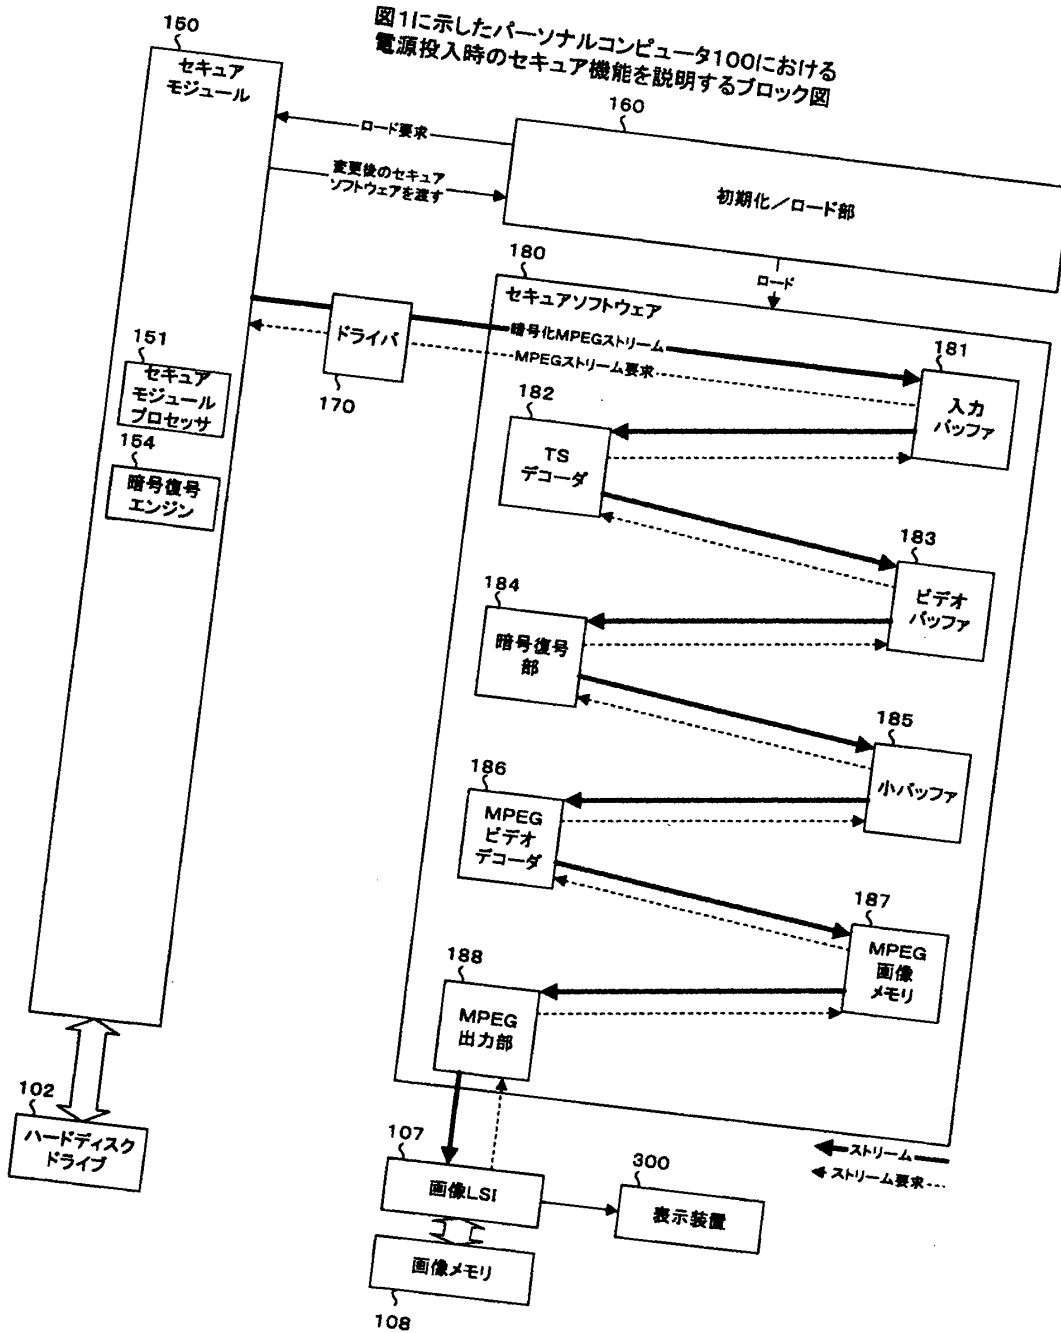 図1に示したパーソナルコンピュータ100における
電源投入時のセキュア機能を説明するブロック図
150
セキュア
モジュール
160
ロード要求
変更後のセキュア
ソフトウェアを渡す
初期化/ロード部
ロード
180
セキュアソフトウェア
暗号化MPEGストリーム
MPEGストリーム要求
ドライバ
170
151
セキュア
モジュール
プロセッサ
154
暗号復号
エンジン
181
入力
バッファ
182
TS
デコーダ
183
ビデオ
バッファ
184
暗号復号
部
185
小バッファ
186
MPEG
ビデオ
デコーダ
187
MPEG
画像
メモリ
188
MPEG
出力部
102
ハードディスク
ドライブ
ストリーム
ストリーム要求
107
画像LSI
300
表示装置
画像メモリ
108